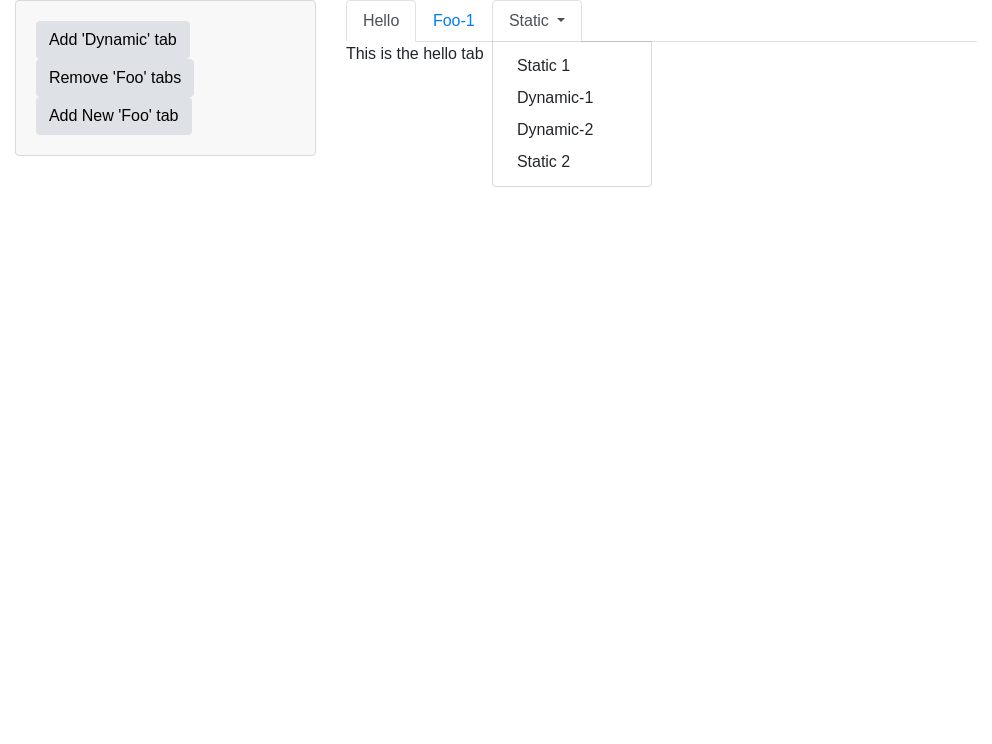 Add 'Dynamic' tab
Remove 'Foo' tabs
Add New 'Foo' tab
Hello
Foo-1
Static
This is the hello tab
Static 1
Dynamic-1
Dynamic-2
Static 2